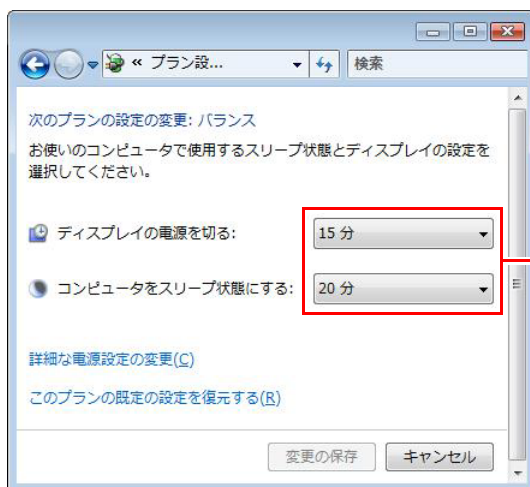 « プラン設...
検索
次のプランの設定の変更: バランス
お使いのコンピュータで使用するスリープ状態とディスプレイの設定を
選択してください。
ディスプレイの電源を切る: 15 分
コンピュータをスリープ状態にする: 20 分
詳細な電源設定の変更(C)
このプランの既定の設定を復元する(R)
変更の保存 キャンセル